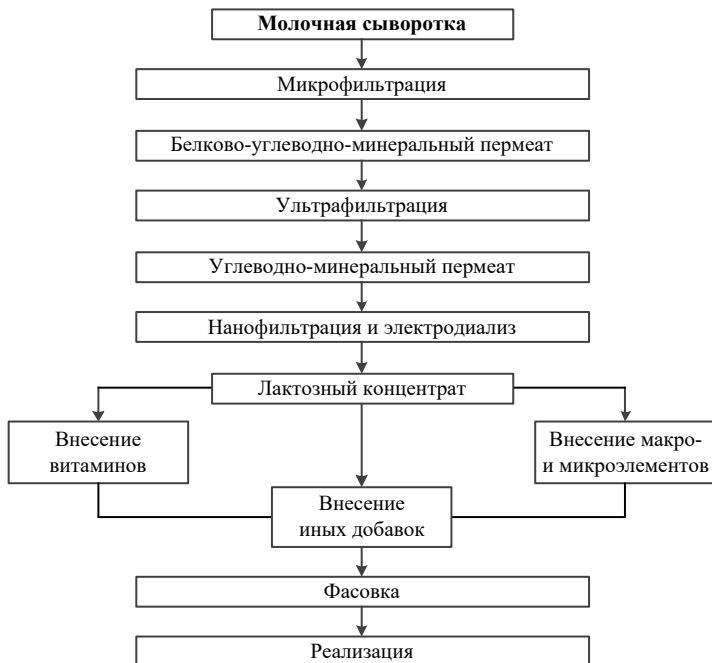 Молочная сыворотка
Микрофильтрация
Белково-углеводно-минеральный пермеат
Ультрафильтрация
Углеводно-минеральный пермеат
Нанофильтрация и электродиализ
Лактозный концентрат
Внесение
витаминов
Внесение макро-
и микроэлементов
Внесение
иных добавок
Фасовка
Реализация